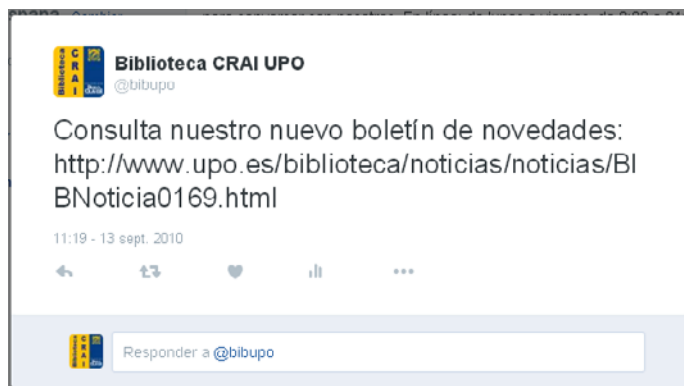 Biblioteca CRAI UPO
@bibupo
Consulta nuestro nuevo boletín de novedades:
http://www.upo.es/biblioteca/noticias/noticias/BI
BNoticia0169.html
11:19 - 13 sept. 2010
Responder a @bibupo